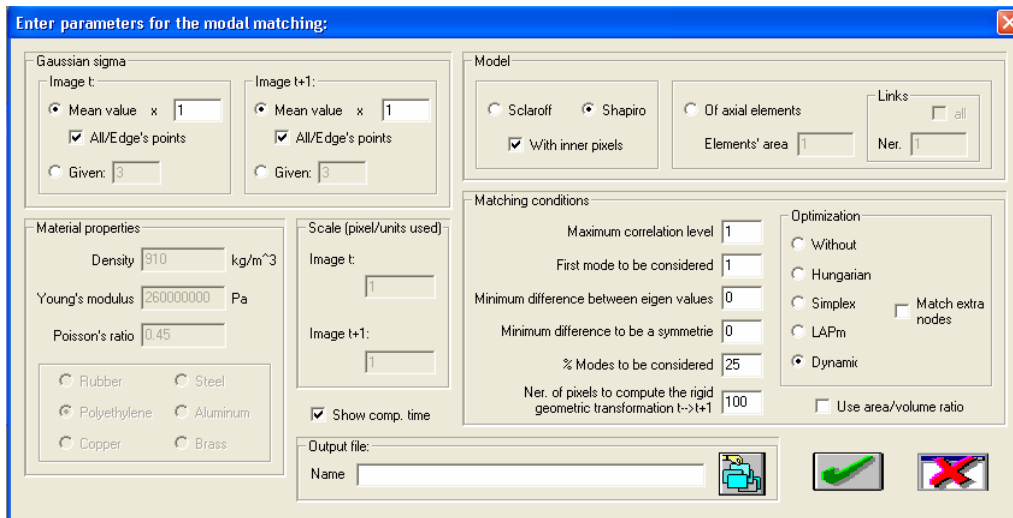 Enter parameters for the modal matching:
Gaussian sigma
Image t:
Mean value x 1
All/Edge's points
Given: 3
Image t+1:
Mean value x 1
All/Edge's points
Given: 3
Model
Sclaroff Shapiro
With inner pixels
Of axial elements
Elements' area 1
Links
all
Ner. 1
Material properties
Density 910 kg/m^3
Young's modulus 260000000 Pa
Poisson's ratio 0.45
Rubber Steel
Polyethylene Aluminum
Copper Brass
Scale (pixel/units used)
Image t:
1
Image t+1:
1
Show comp. time
Matching conditions
Maximum correlation level 1
First mode to be considered 1
Minimum difference between eigen values 0
Minimum difference to be a symmetrie 0
% Modes to be considered 25
Ner. of pixels to compute the rigid
geometric transformation t-->t+1 100
Optimization
Without
Hungarian
Simplex
LAPm
Dynamic
Match extra
nodes
Use area/volume ratio
Output file:
Name